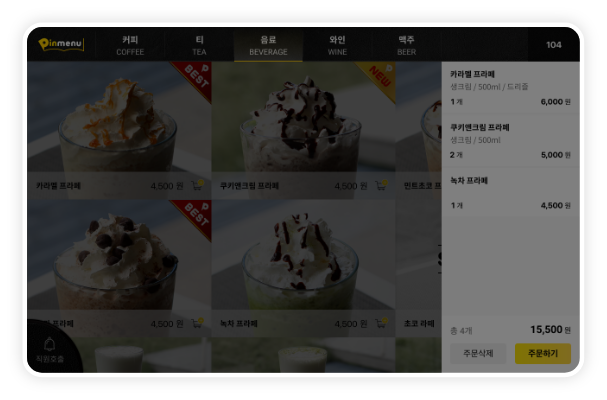 Pinmenu
커피
COFFEE
티
TEA
음료
BEVERAGE
와인
WINE
맥주
BEER
104
BEST
NEW
카라멜 프라페
4,500 원
쿠키앤크림 프라페
4,500 원
민트초코 프
BEST
프라페
4,500 원
녹차 프라페
4,500 원
초코 라떼
직원호출
카라멜 프라페
생크림 / 500ml / 드리즐
1 개
6,000 원
쿠키앤크림 프라페
생크림 / 500ml
2 개
5,000 원
녹차 프라페
1 개
4,500 원
총 4개
15,500 원
주문삭제
주문하기